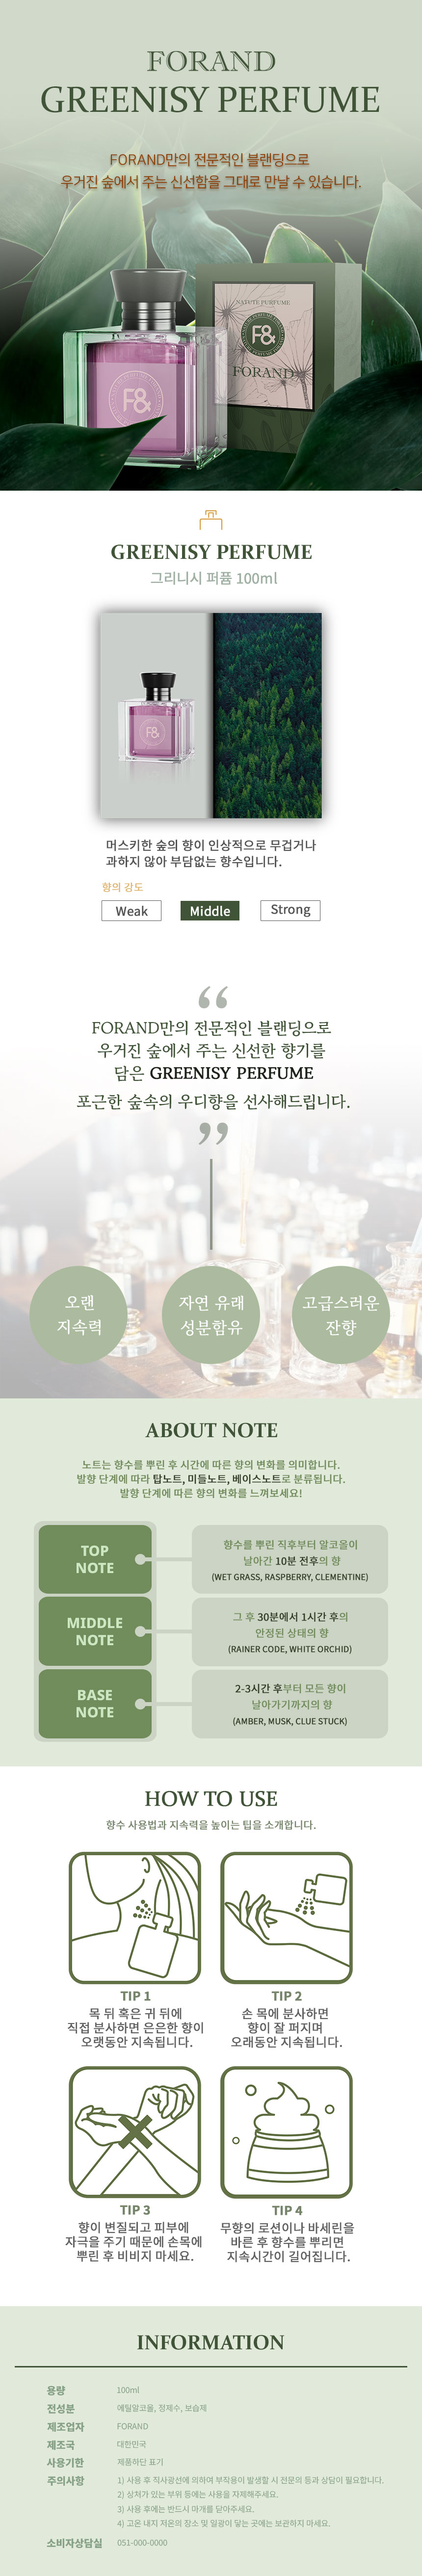 FORAND
GREENISY PERFUME
FORAND만의 전문적인 블랜딩으로
우거진 숲에서 주는 신선함을 그대로 만날 수 있습니다.
NATUTE PURFUME
F&
FORAND
F&
GREENISY PERFUME
그리니시 퍼퓸 100ml
F&
머스키한 숲의 향이 인상적으로 무겁거나
과하지 않아 부담없는 향수입니다.
향의 강도
Weak
Middle
Strong
“
FORAND만의 전문적인 블랜딩으로
우거진 숲에서 주는 신선한 향기를
담은 GREENISY PERFUME
포근한 숲속의 우디향을 선사해드립니다.
”
오랜
지속력
자연 유래
성분함유
고급스러운
잔향
ABOUT NOTE
노트는 향수를 뿌린 후 시간에 따른 향의 변화를 의미합니다.
발향 단계에 따라 탑노트, 미들노트, 베이스노트로 분류됩니다.
발향 단계에 따른 향의 변화를 느껴보세요!
TOP
NOTE
향수를 뿌린 직후부터 알코올이
날아간 10분 전후의 향
(WET GRASS, RASPBERRY, CLEMENTINE)
MIDDLE
NOTE
그 후 30분에서 1시간 후의
안정된 상태의 향
(RAINER CODE, WHITE ORCHID)
BASE
NOTE
2-3시간 후부터 모든 향이
날아가기까지의 향
(AMBER, MUSK, CLUE STUCK)
HOW TO USE
향수 사용법과 지속력을 높이는 팁을 소개합니다.
TIP 1
목 뒤 혹은 귀 뒤에
직접 분사하면 은은한 향이
오랫동안 지속됩니다.
TIP 2
손 목에 분사하면
향이 잘 퍼지며
오래동안 지속됩니다.
TIP 3
향이 변질되고 피부에
자극을 주기 때문에 손목에
뿌린 후 비비지 마세요.
TIP 4
무향의 로션이나 바세린을
바른 후 향수를 뿌리면
지속시간이 길어집니다.
INFORMATION
용량 100ml
전성분 에틸알코올, 정제수, 보습제
제조업자 FORAND
제조국 대한민국
사용기한 제품하단 표기
주의사항 1) 사용 후 직사광선에 의하여 부작용이 발생할 시 전문의 등과 상담이 필요합니다.
2) 상처가 있는 부위 등에는 사용을 자제해주세요.
3) 사용 후에는 반드시 마개를 닫아주세요.
4) 고온 내지 저온의 장소 및 일광이 닿는 곳에는 보관하지 마세요.
소비자상담실 051-000-0000